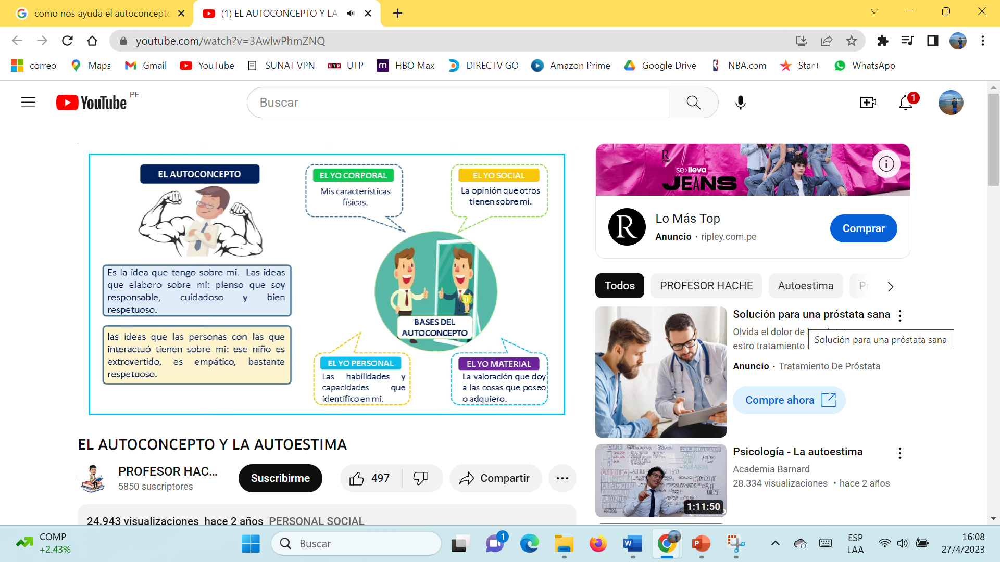 como nos ayuda el autoconcepto
(1) EL AUTOCONCEPTO Y LA
youtube.com/watch?v=3AwlwPhmZNQ
correo
Maps
Gmail
YouTube
SUNAT VPN
UTP
UTP
HBO Max
DIRECTV GO
Amazon Prime
Google Drive
NBA.com
Star+
WhatsApp
YouTube PE
Buscar
1
EL AUTOCONCEPTO
Es la idea que tengo sobre mi. Las ideas
que elaboro sobre mi: pienso que soy
responsable, cuidadoso y bien
respetuoso.
las ideas que las personas con las que
interactuó tienen sobre mi: ese niño es
extrovertido, es empático, bastante
respetuoso.
EL YO CORPORAL
Mis características
físicas.
EL YO SOCIAL
La opinión que otros
tienen sobre mi.
BASES DEL
AUTOCONCEPTO
EL YO PERSONAL
Las habilidades y
capacidades que
identifico en mi.
EL YO MATERIAL
La valoración que doy
a las cosas que poseo
o adquiero.
R
.com
se>lleva
JEANS
R
Lo Más Top
Anuncio · ripley.com.pe
Comprar
Todos
PROFESOR HACHE
Autoestima
Solución para una próstata sana
Olvida el dolor de
estro tratamiento
Solución para una próstata sana
Anuncio · Tratamiento De Próstata
Compre ahora
1:11:50
Psicología - La autoestima
Academia Barnard
28.334 visualizaciones • hace 2 años
EL AUTOCONCEPTO Y LA AUTOESTIMA
PROFESOR HAC...
5850 suscriptores
Suscribirme
497
Compartir
24.943 visualizaciones hace 2 años PERSONAL SOCIAL
COMP
+2.43%
Buscar
1
ESP
LAA
16:08
27/4/2023